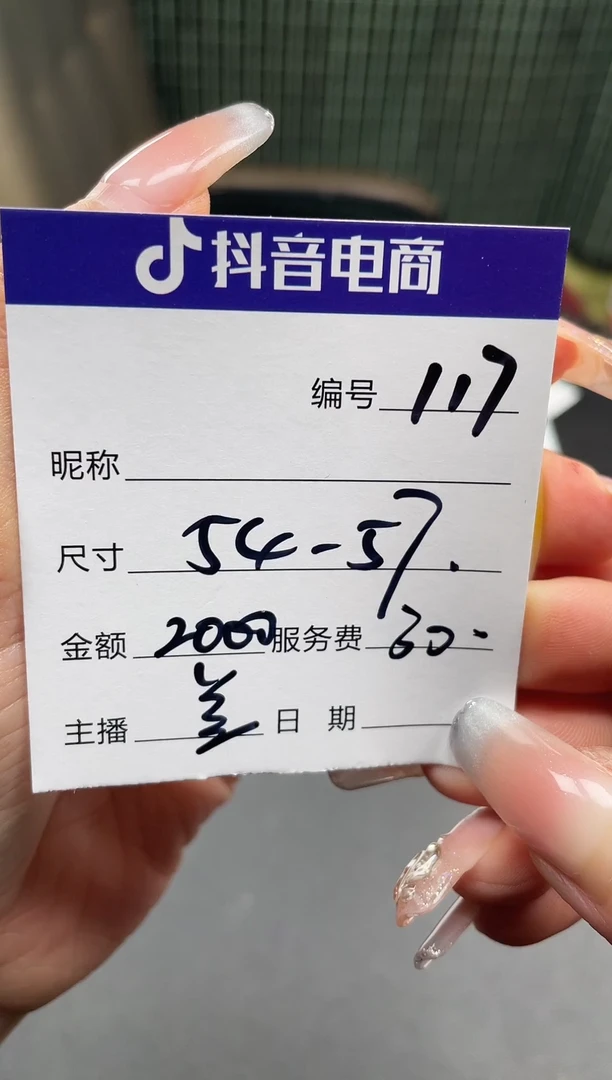 抖音电商
编号 117
昵称
尺寸 54-57.
金额 2000 服务费 60-
主播 兰 日 期